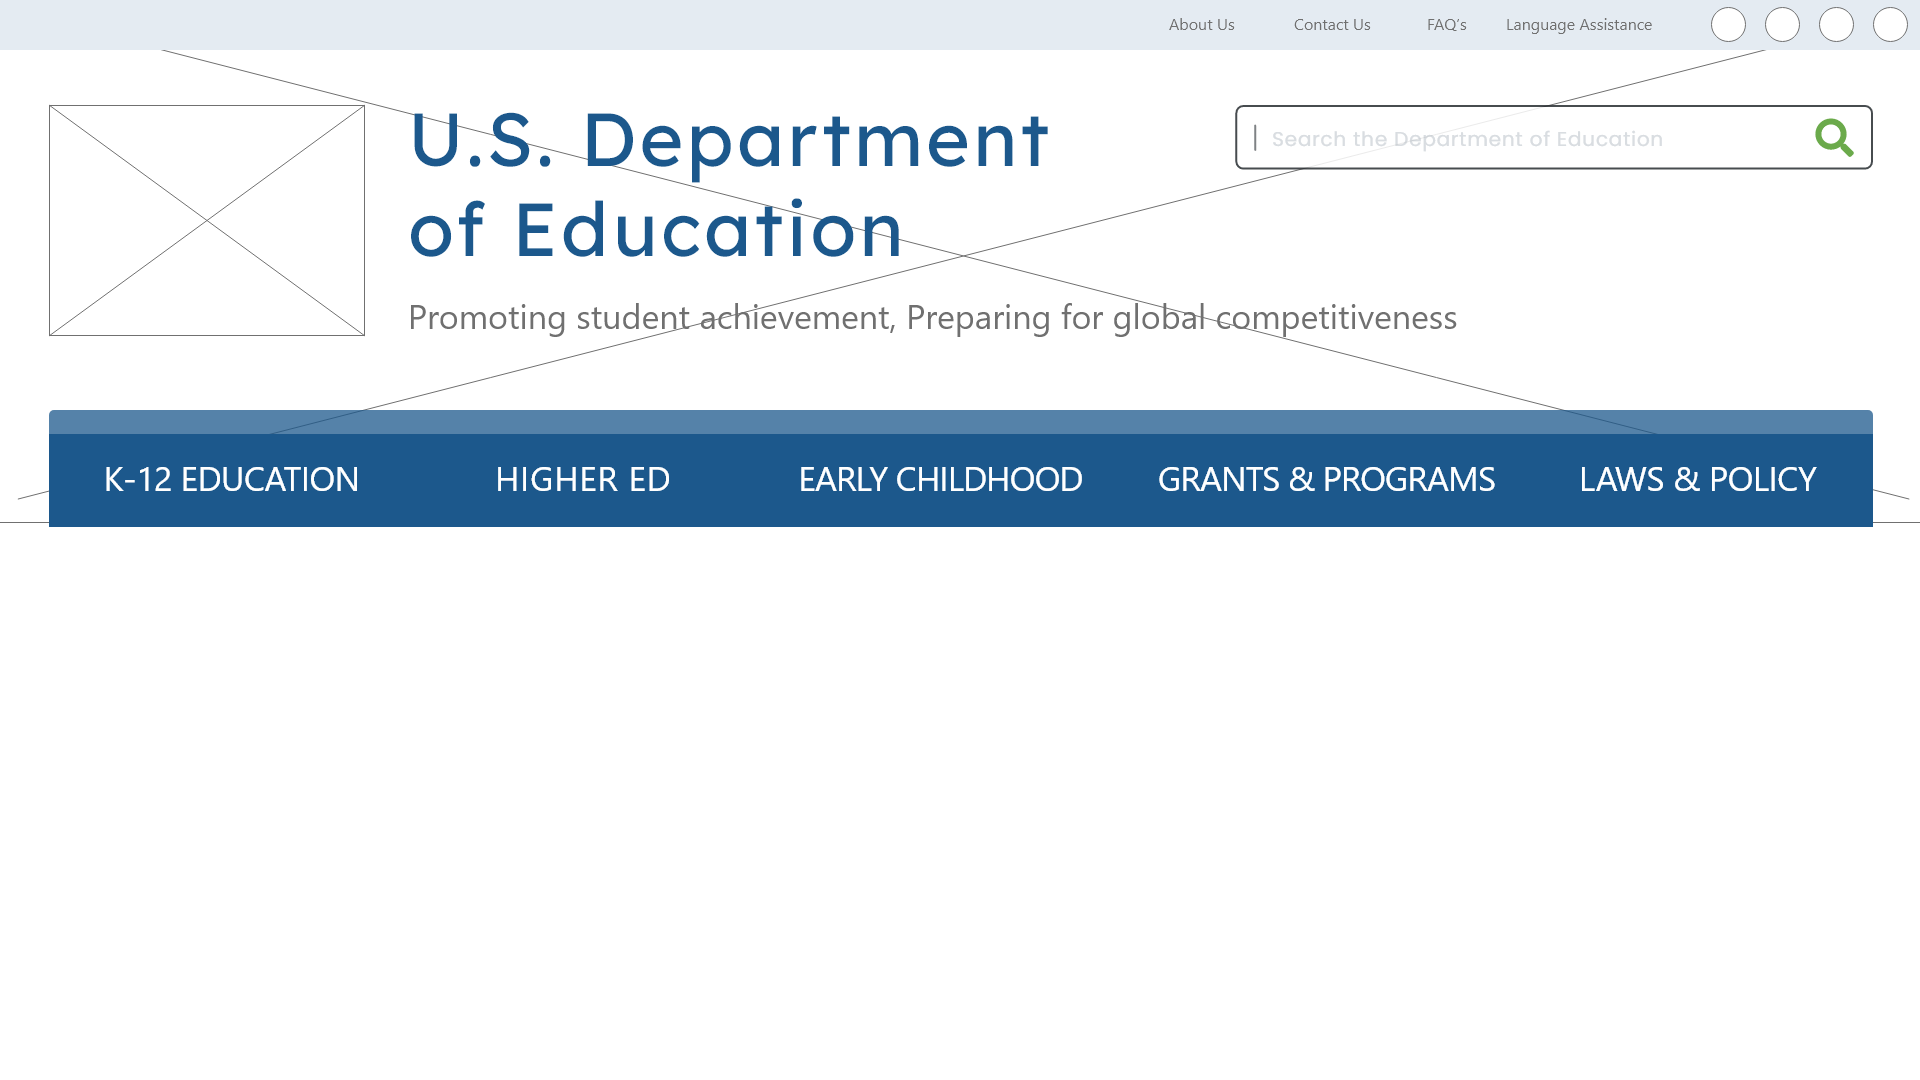 About Us Contact Us FAQ's Language Assistance
U.S. Department
of Education
Search the Department of Education
Promoting student achievement, Preparing for global competitiveness
K-12 EDUCATION HIGHER ED EARLY CHILDHOOD GRANTS & PROGRAMS LAWS & POLICY